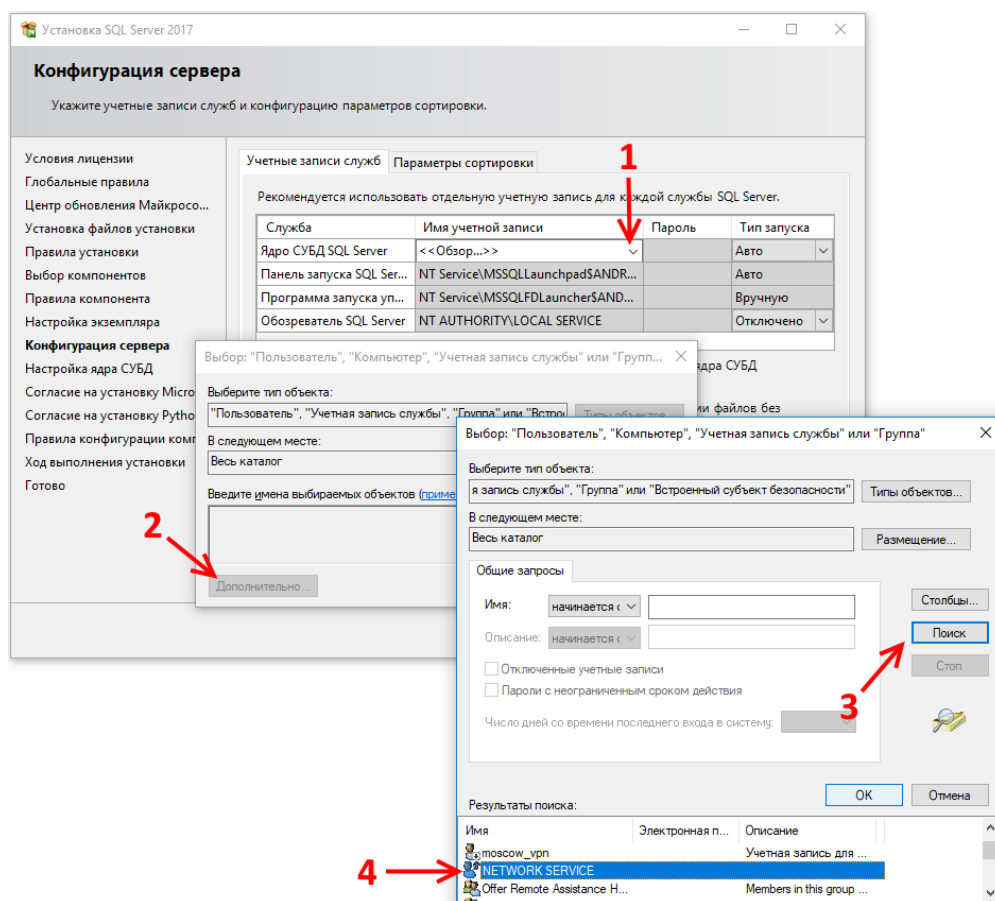 Установка SQL Server 2017
Конфигурация сервера
Укажите учетные записи служб и конфигурацию параметров сортировки.
Условия лицензии
Глобальные правила
Центр обновления Майкросо...
Установка файлов установки
Правила установки
Выбор компонентов
Правила компонента
Настройка экземпляра
Конфигурация сервера
Настройка ядра СУБД
Согласие на установку Micro
Согласие на установку Pytho
Правила конфигурации комп
Ход выполнения установки
Готово
Учетные записи служб Параметры сортировки
1
Рекомендуется использовать отдельную учетную запись для каждой службы SQL Server.
Служба Имя учетной записи Пароль Тип запуска
Ядро СУБД SQL Server <<Обзор...>> Авто
Панель запуска SQL Ser... NT Service\MSSQLLaunchpad$ANDR... Авто
Программа запуска уп... NT Service\MSSQLFDLauncher$AND... Вручную
Обозреватель SQL Server NT AUTHORITY\LOCAL SERVICE Отключено
ядра СУБД
ии файлов без
Выбор: "Пользователь", "Компьютер", "Учетная запись службы" или "Групп...
Выберите тип объекта:
"Пользователь", "Учетная запись службы", "Группа" или "Встро Типы объектов...
В следующем месте:
Весь каталог
Введите имена выбираемых объектов (приме
2
Дополнительно...
Выбор: "Пользователь", "Компьютер", "Учетная запись службы" или "Группа"
Выберите тип объекта:
я запись службы", "Группа" или "Встроенный субъект безопасности" Типы объектов...
В следующем месте:
Весь каталог Размещение...
Общие запросы
Имя: начинается с
Описание: начинается с
Отключенные учетные записи
Пароли с неограниченным сроком действия
Число дней со времени последнего входа в систему:
Столбцы...
Поиск
Стоп
3
OK Отмена
Результаты поиска:
Имя Электронная п... Описание
moscow_vpn Учетная запись для ...
4
NETWORK SERVICE
Offer Remote Assistance H... Members in this group ...